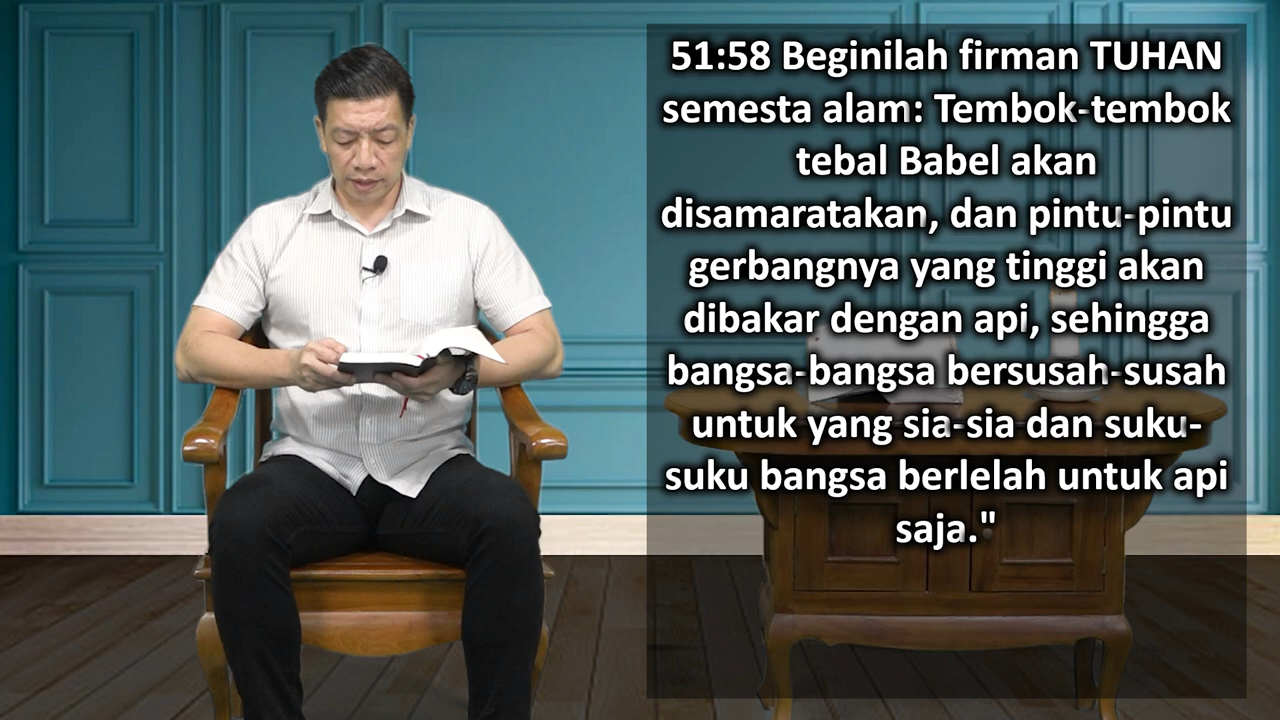 51:58 Beginilah firman TUHAN
semesta alam: Tembok-tembok
tebal Babel akan
disamaratakan, dan pintu-pintu
gerbangnya yang tinggi akan
dibakar dengan api, sehingga
bangsa-bangsa bersusah-susah
untuk yang sia-sia dan suku-
suku bangsa berlelah untuk api
saja."